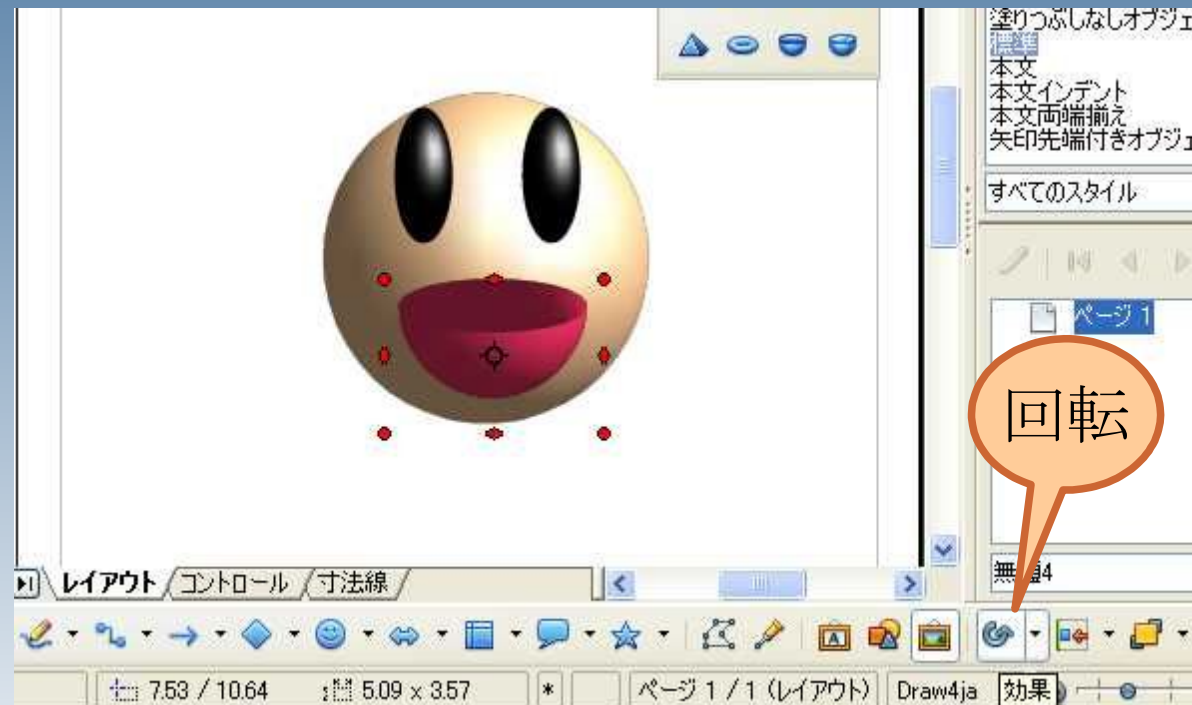 塗りつぶしなしオブジェ
標準
本文
本文インデント
本文両端揃え
矢印先端付きオブジェ
すべてのスタイル
ページ 1
回転
無題4
レイアウト
コントロール
寸法線
A
7.53 / 10.64
5.09 x 3.57
*
ページ 1 / 1 (レイアウト)
Draw4ja
効果